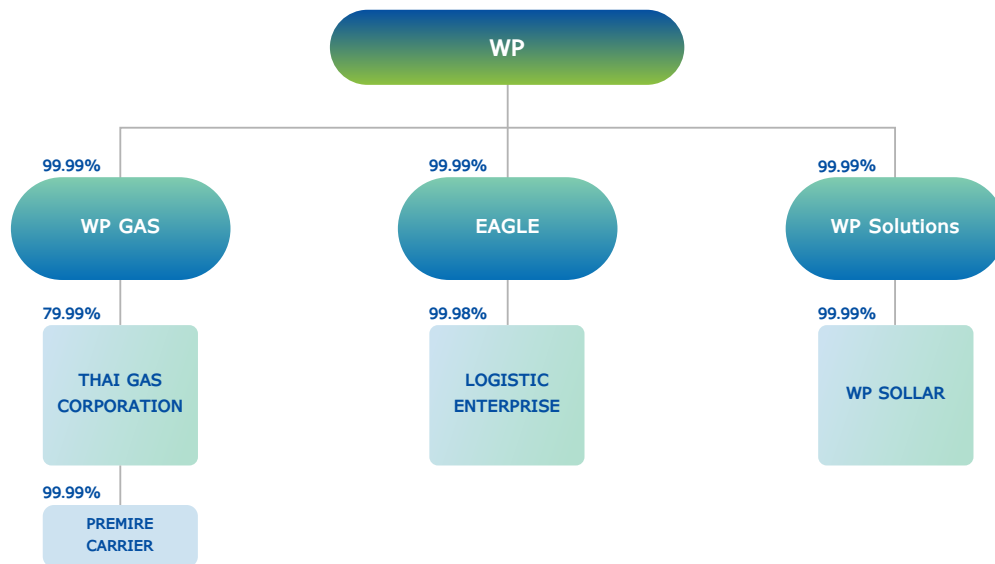 WP
99.99%
99.99%
99.99%
WP GAS
EAGLE
WP Solutions
79.99%
99.98%
99.99%
THAI GAS
CORPORATION
LOGISTIC
ENTERPRISE
WP SOLLAR
99.99%
PREMIRE
CARRIER